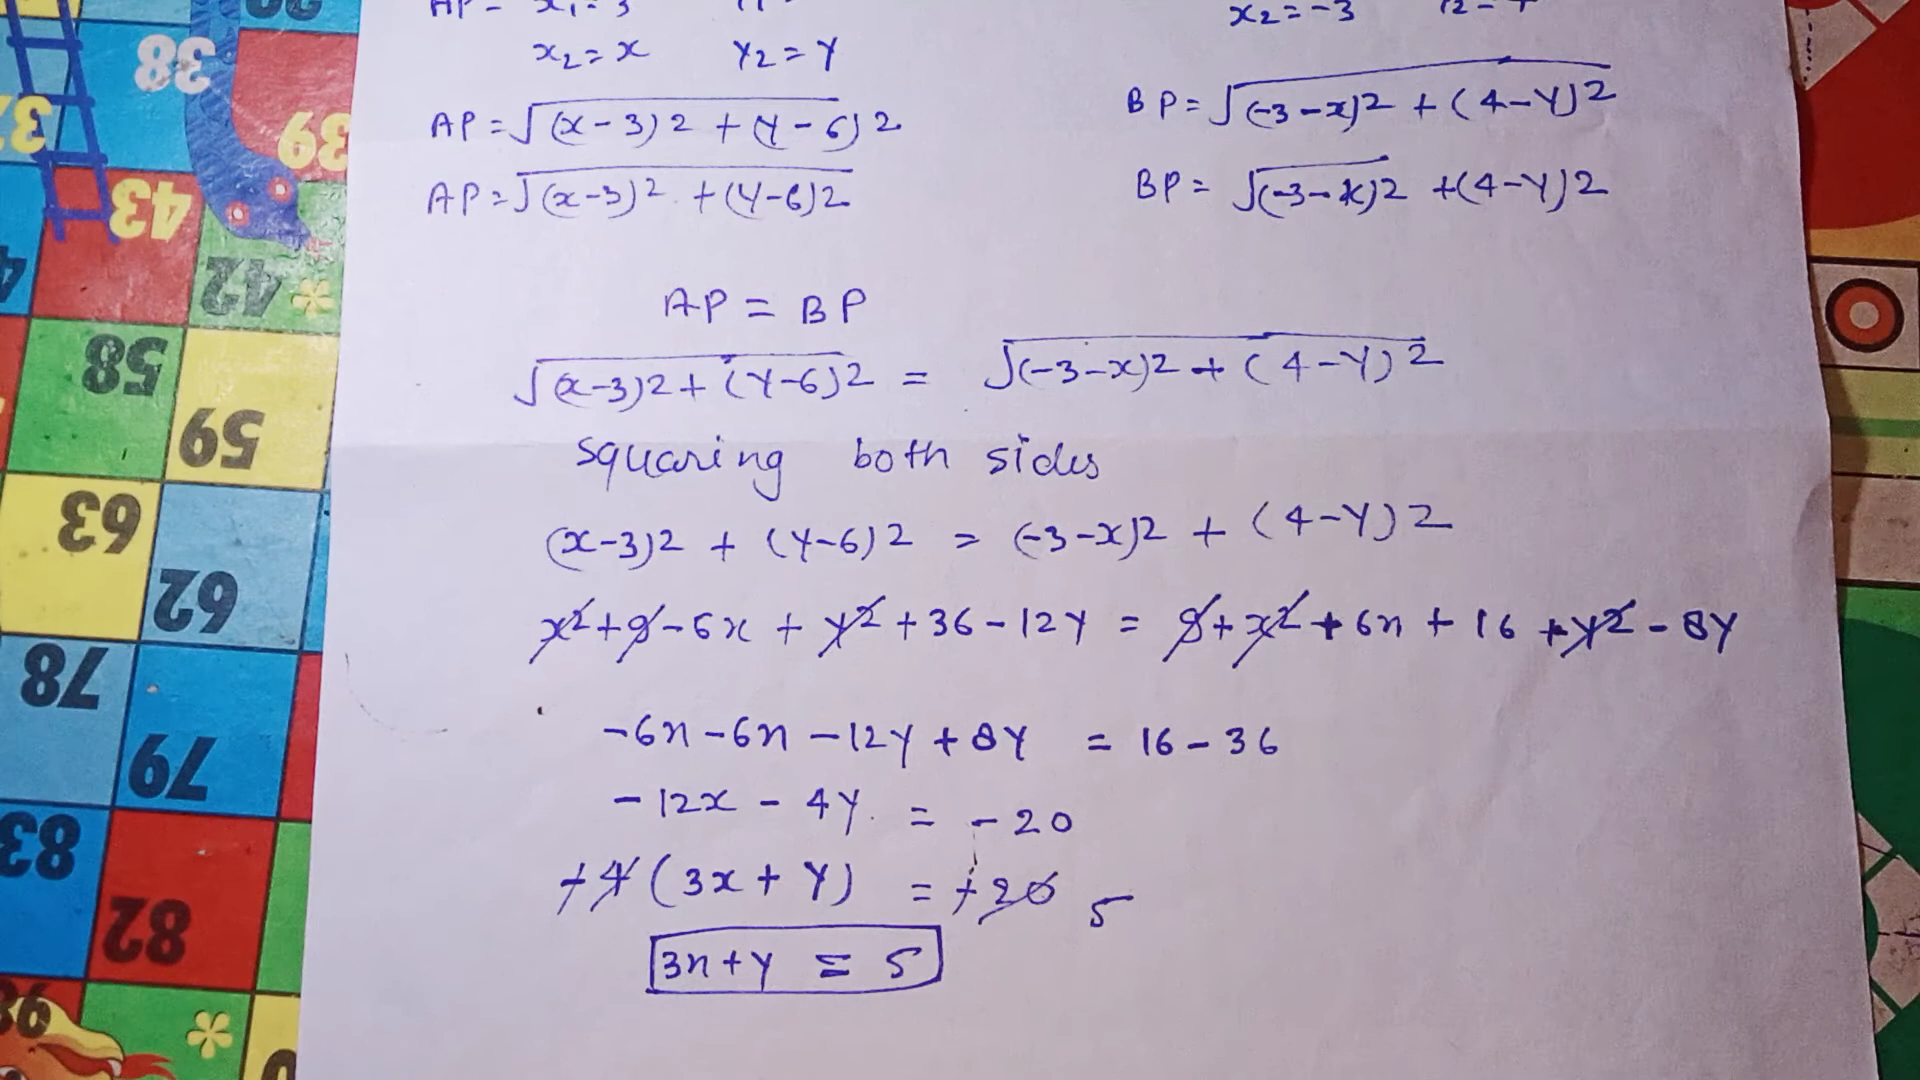 x₂ = x y₂ = y
x₂ = -3
AP = √(x-3)2 + (y-6)2
BP = √(-3-x)2 + (4-y)2
AP = √(x-3)2 + (y-6)2
BP = √(-3-x)2 + (4-y)2
AP = BP
√(x-3)2 + (y-6)2 = √(-3-x)2 + (4-y)2
squaring both sides
(x-3)2 + (y-6)2 = (-3-x)2 + (4-y)2
x2+9-6x + y2 + 36 - 12y = 9+x2 + 6x + 16 + y2 - 8y
-6x - 6x - 12y + 8y = 16 - 36
-12x - 4y = -20
+4 (3x + y) = +20 5
3x + y = 5
38
39
43
42
58
59
63
62
78
79
83
82
98